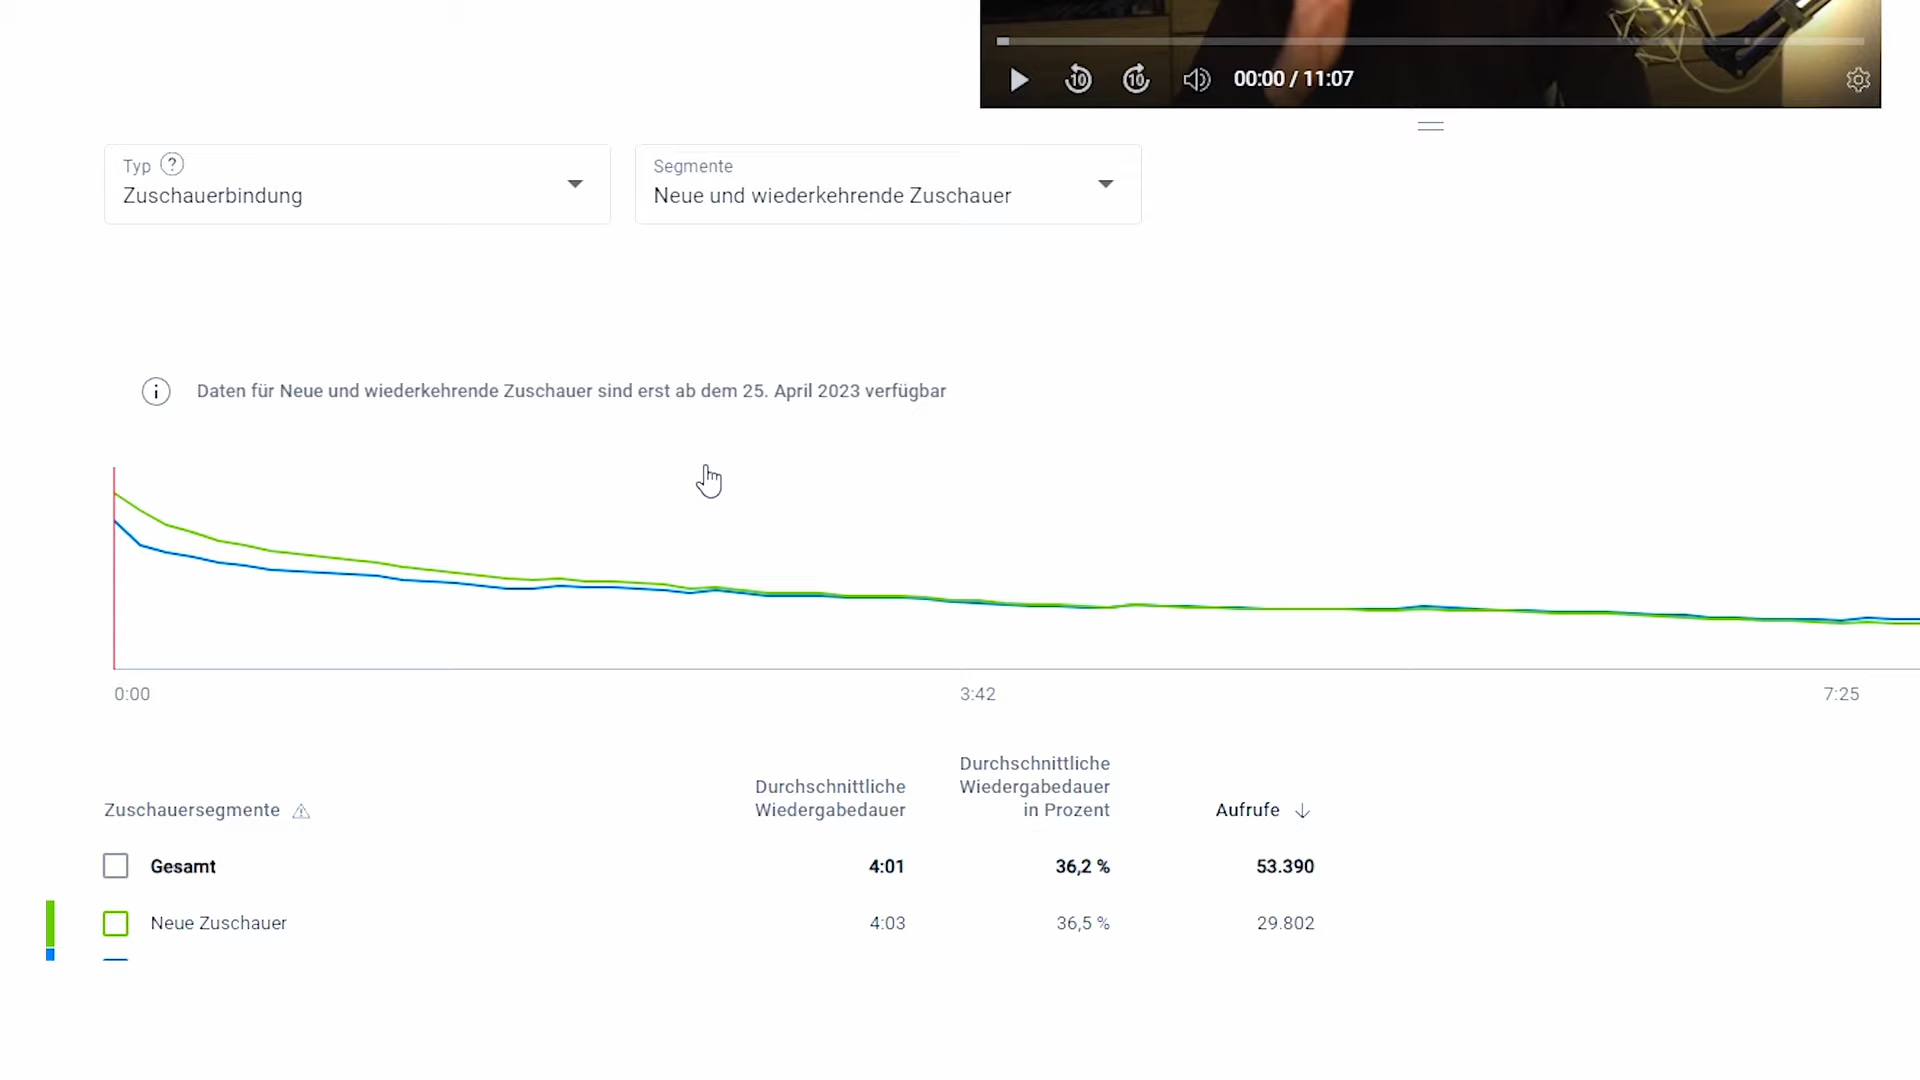 10
10
00:00 / 11:07
Typ ?
Zuschauerbindung
Segmente
Neue und wiederkehrende Zuschauer
Daten für Neue und wiederkehrende Zuschauer sind erst ab dem 25. April 2023 verfügbar
0:00
3:42
7:25
Zuschauersegmente
Durchschnittliche
Wiedergabedauer
Durchschnittliche
Wiedergabedauer
in Prozent
Aufrufe
Gesamt
4:01
36,2 %
53.390
Neue Zuschauer
4:03
36,5 %
29.802